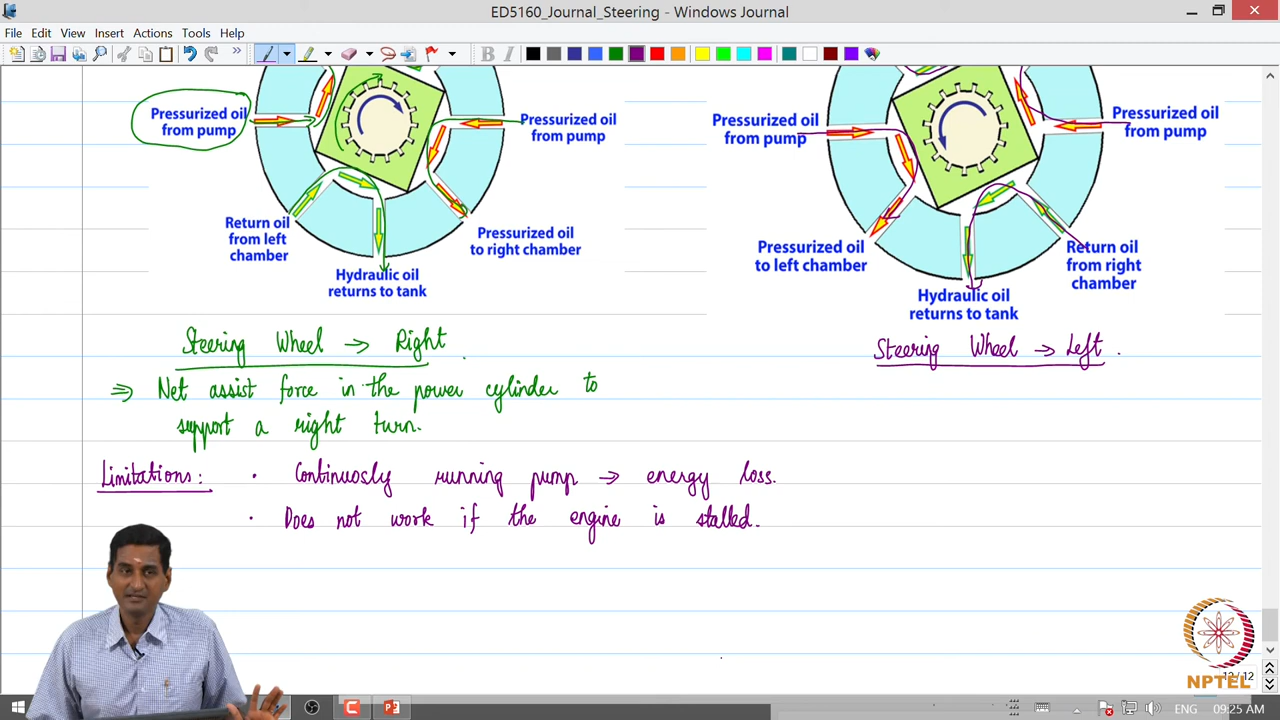 ED5160_Journal_Steering - Windows Journal
File Edit View Insert Actions Tools Help
Pressurized oil
from pump
Pressurized oil
from pump
Return oil
from left
chamber
Pressurized oil
to right chamber
Hydraulic oil
returns to tank
Pressurized oil
from pump
Pressurized oil
from pump
Pressurized oil
to left chamber
Return oil
from right
chamber
Hydraulic oil
returns to tank
Steering Wheel → Right
Steering Wheel → Left .
⇒ Net assist force in the power cylinder to
support a right turn.
Limitations: · Continuosly running pump → energy loss.
· Does not work if the engine is stalled.
NPTEL
12/12
ENG 09:25 AM